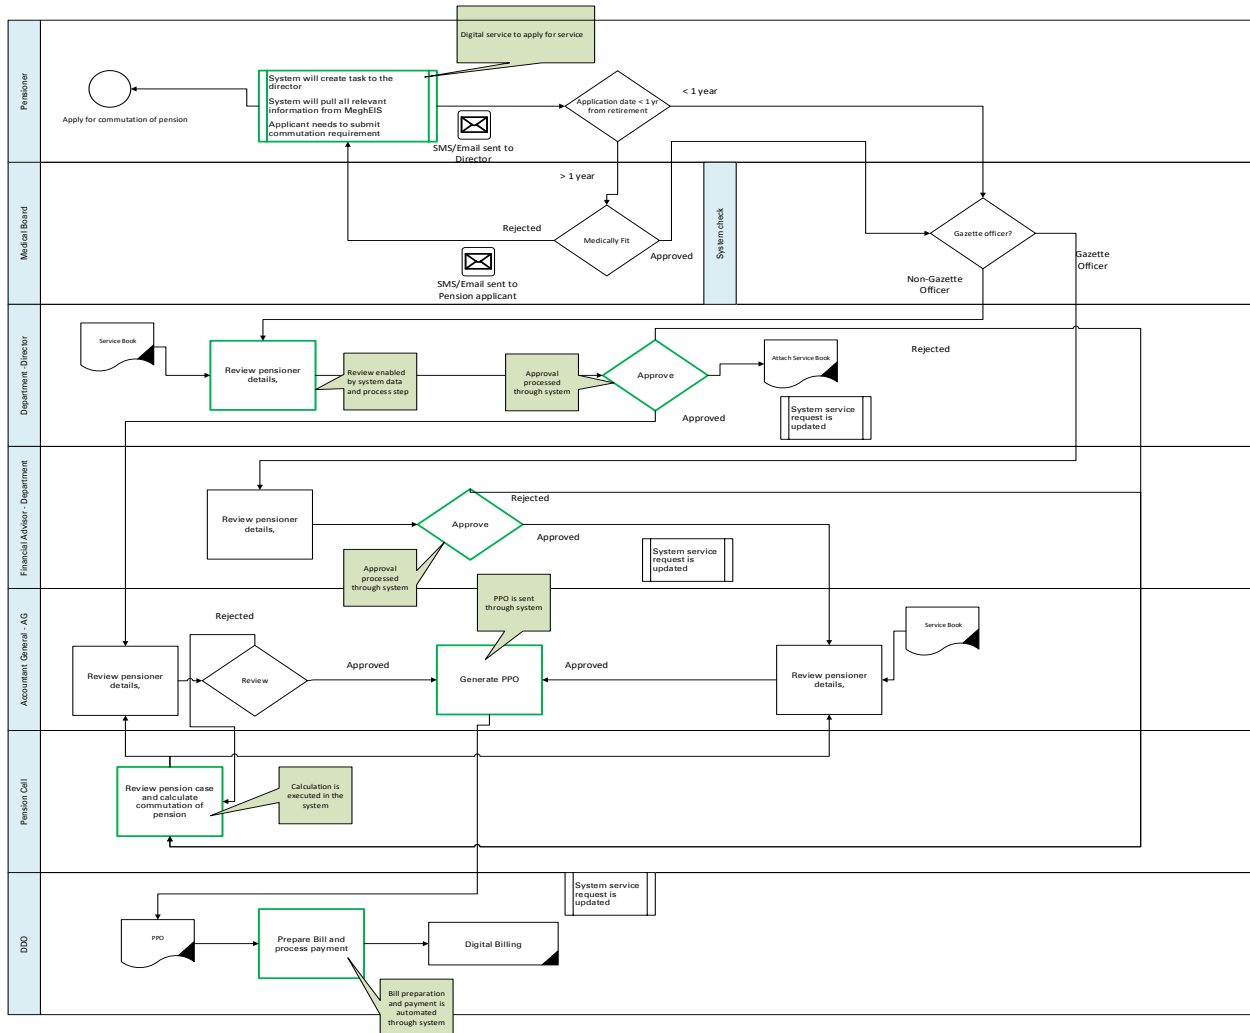 Pensioner
Digital service to apply for service
System will create task to the
director
System will pull all relevant
information from MeghEIS
Applicant needs to submit
commutation requirement
Apply for commutation of pension
SMS/Email sent to
Director
Application date < 1 yr
from retirement
< 1 year
> 1 year
Medical Board
Rejected
Medically Fit
Approved
SMS/Email sent to
Pension applicant
System check
Gazette officer?
Gazette
Officer
Non-Gazette
Officer
Department -Director
Service Book
Review pensioner
details,
Review enabled
by system data
and process step
Approval
processed
through system
Approve
Attach Service Book
Rejected
Approved
System service
request is
updated
Financial Advisor - Department
Review pensioner
details,
Approve
Rejected
Approved
System service
request is
updated
Approval
processed
through system
Accountant General - AG
Rejected
Review pensioner
details,
Review
Approved
PPO is sent
through system
Generate PPO
Approved
Review pensioner
details,
Service Book
Pension Cell
Review pension case
and calculate
commutation of
pension
Calculation is
executed in the
system
DDO
System service
request is
updated
PPO
Prepare Bill and
process payment
Digital Billing
Bill preparation
and payment is
automated
through system